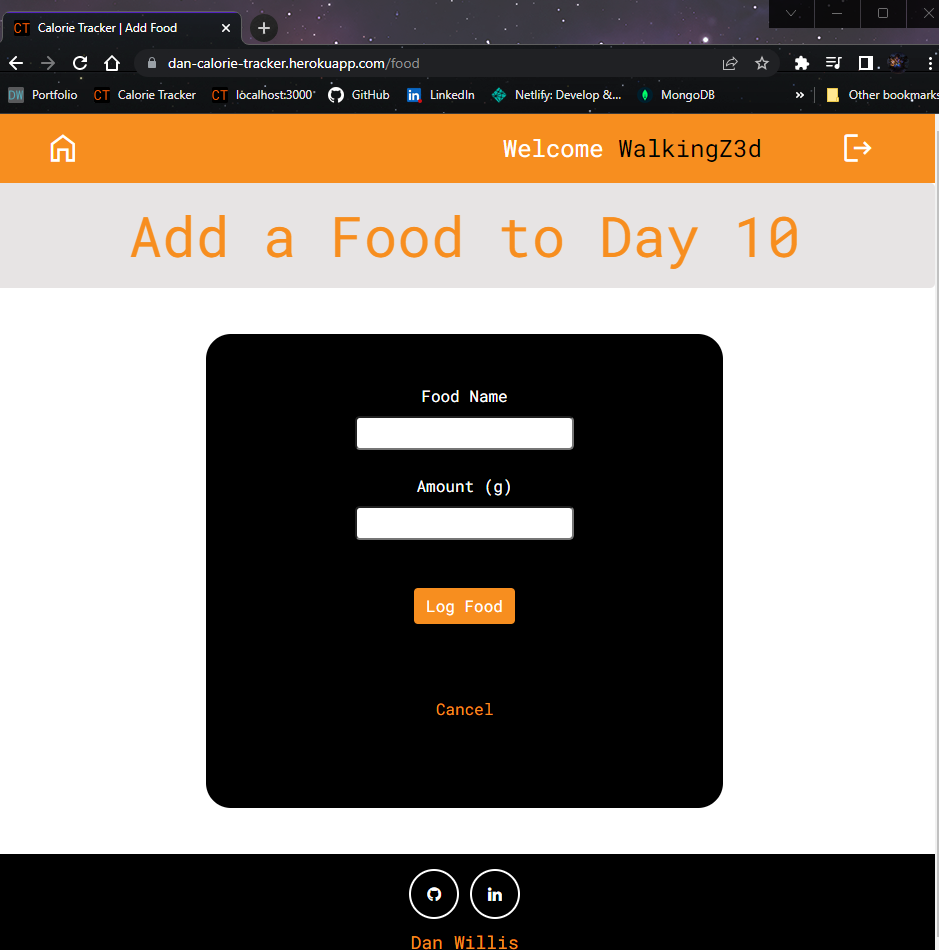 CT Calorie Tracker | Add Food
dan-calorie-tracker.herokuapp.com/food
DW Portfolio CT Calorie Tracker CT localhost:3000 GitHub in LinkedIn Netlify: Develop &... MongoDB » Other bookmarks
Welcome WalkingZ3d
Add a Food to Day 10
Food Name
Amount (g)
Log Food
Cancel
in
Dan Willis